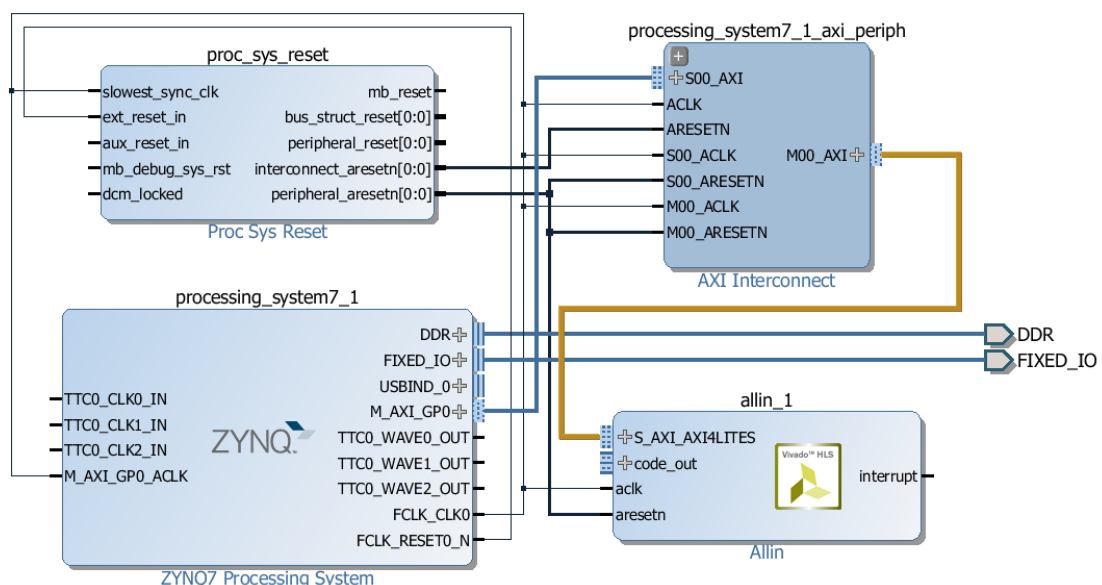 proc_sys_reset
slowest_sync_clk
ext_reset_in
aux_reset_in
mb_debug_sys_rst
dcm_locked
mb_reset
bus_struct_reset[0:0]
peripheral_reset[0:0]
interconnect_aresetn[0:0]
peripheral_aresetn[0:0]
Proc Sys Reset
processing_system7_1_axi_periph
S00_AXI
ACLK
ARESETN
S00_ACLK
S00_ARESETN
M00_ACLK
M00_ARESETN
M00_AXI
AXI Interconnect
processing_system7_1
TTC0_CLK0_IN
TTC0_CLK1_IN
TTC0_CLK2_IN
M_AXI_GP0_ACLK
ZYNQ
DDR
FIXED_IO
USBIND_0
M_AXI_GP0
TTC0_WAVE0_OUT
TTC0_WAVE1_OUT
TTC0_WAVE2_OUT
FCLK_CLK0
FCLK_RESET0_N
ZYNQ7 Processing System
DDR
FIXED_IO
allin_1
S_AXI_AXI4LITES
code_out
aclk
aresetn
Vivado™ HLS
interrupt
Allin